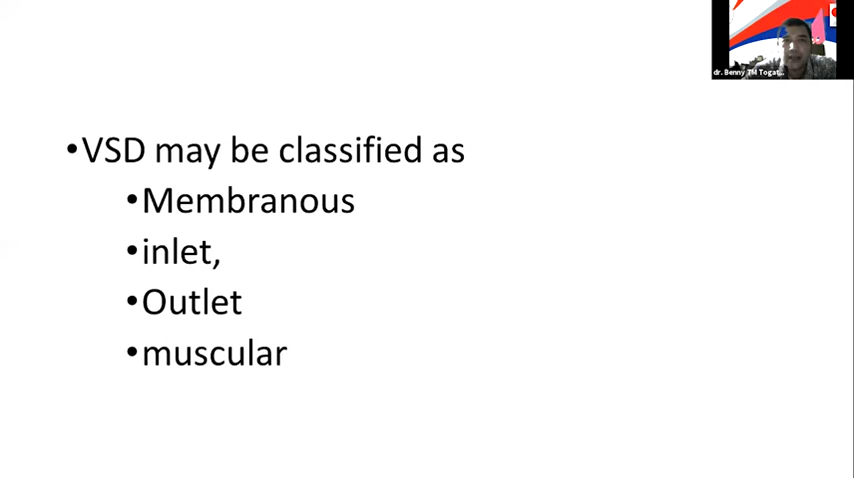 dr. Benny TM Togat...
•VSD may be classified as
•Membranous
•inlet,
•Outlet
•muscular